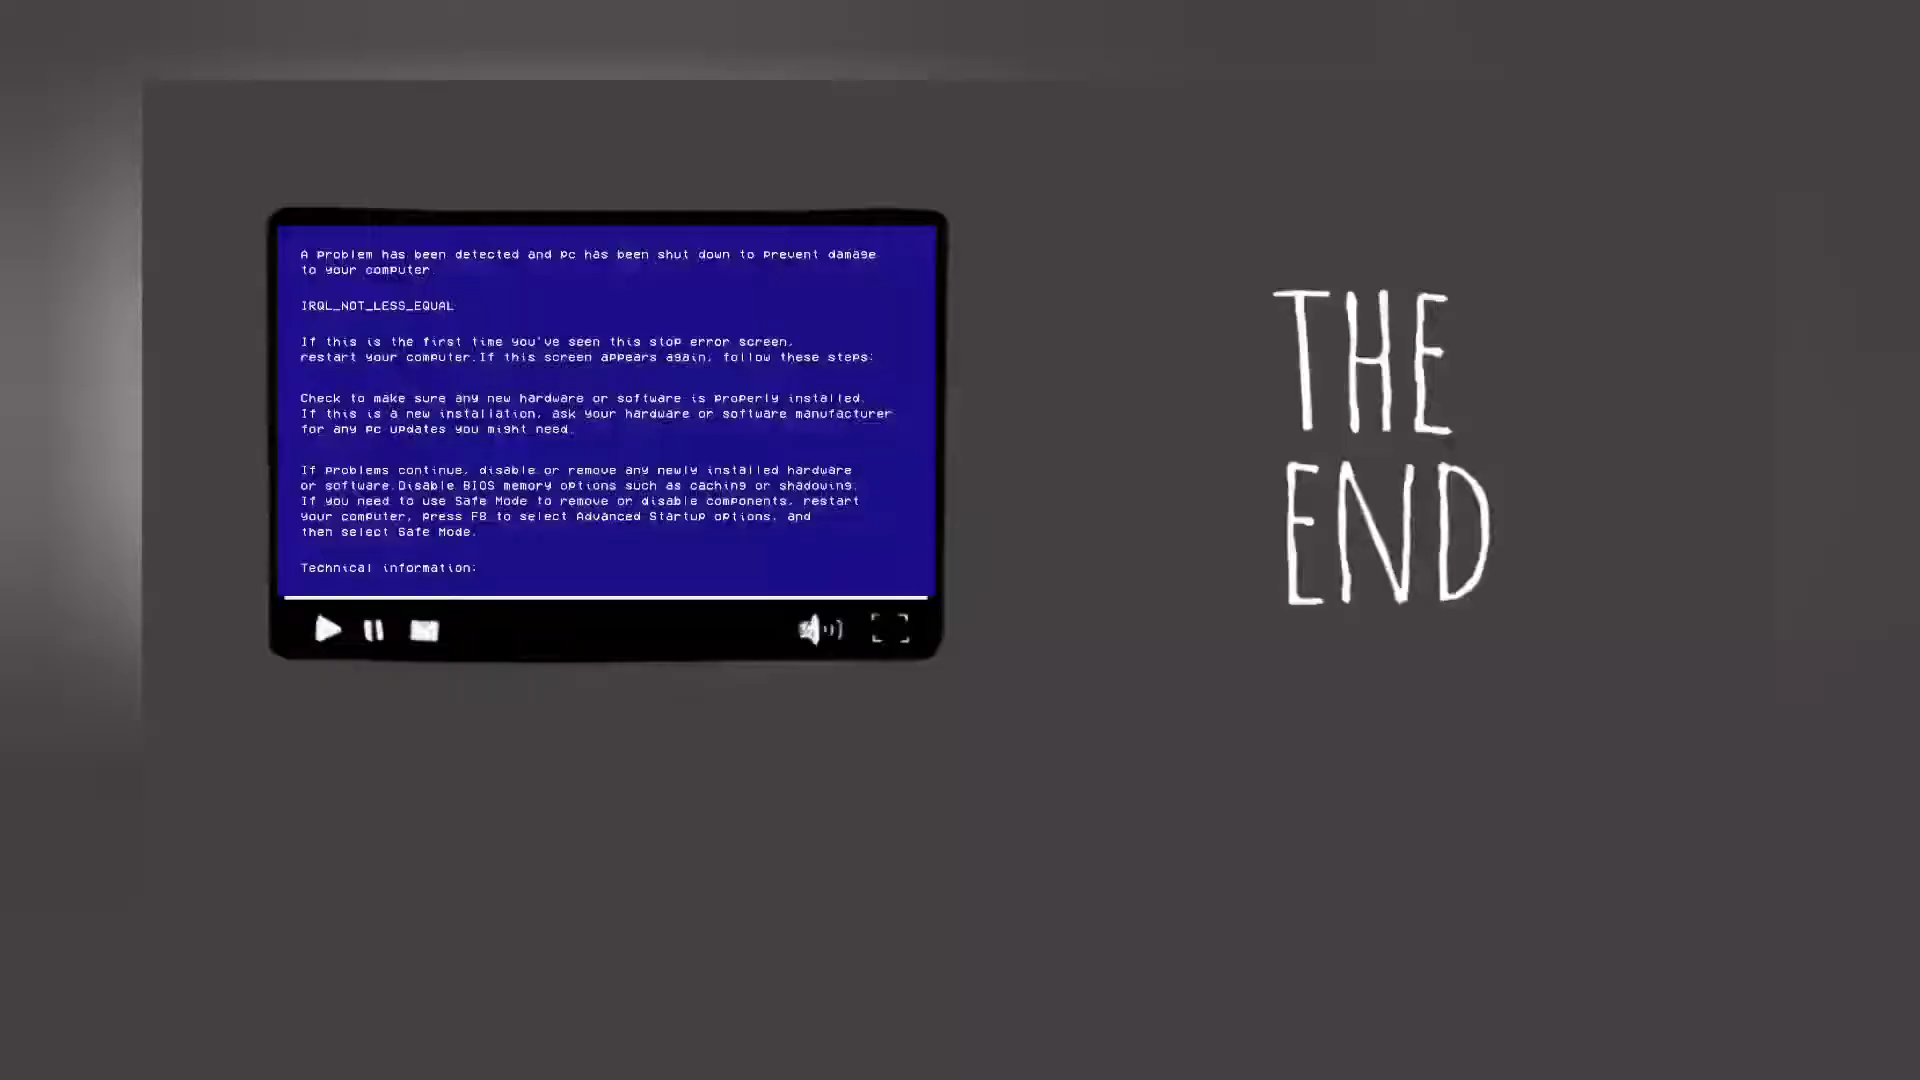 A problem has been detected and pc has been shut down to prevent damage
to your computer
IRQL_NOT_LESS_EQUAL
If this is the first time you've seen this stop error screen,
restart your computer.If this screen appears again, follow these steps:
Check to make sure any new hardware or software is properly installed.
If this is a new installation, ask your hardware or software manufacturer
for any pc updates you might need.
If problems continue, disable or remove any newly installed hardware
or software.Disable BIOS memory options such as caching or shadowing.
If you need to use Safe Mode to remove or disable components, restart
your computer, press F8 to select Advanced Startup options, and
then select Safe Mode.
Technical information:
THE
END